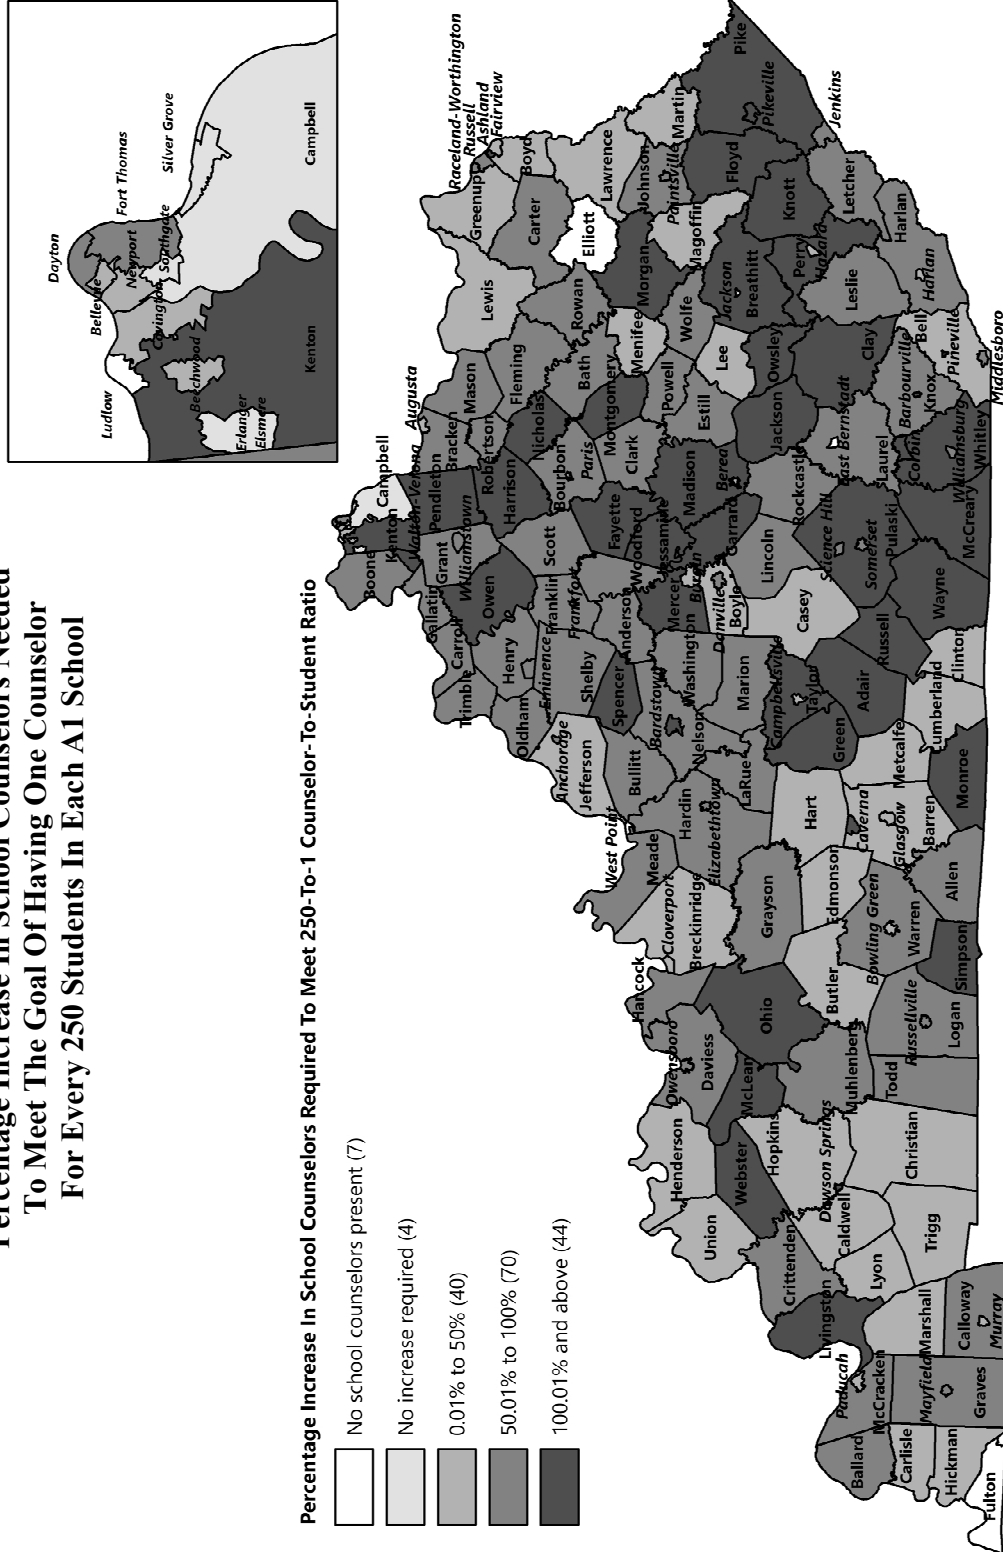 Percentage Increase In School Counselors Needed
To Meet The Goal Of Having One Counselor
For Every 250 Students In Each A1 School
Percentage Increase In School Counselors Required To Meet 250-To-1 Counselor-To-Student Ratio
No school counselors present (7)
No increase required (4)
0.01% to 50% (40)
50.01% to 100% (70)
100.01% and above (44)
Dayton
Fort Thomas
Silver Grove
Bellevue
Newport
Southgate
Ludlow
Covington
Beechwood
Erlanger
Elsmere
Kenton
Campbell
Campbell
Augusta
Boone
Kenton
Walton-Verona
Pendleton
Bracken
Mason
Lewis
Greenup
Raceland-Worthington
Russell
Ashland
Fairview
Boyd
Gallatin
Grant
Williamstown
Robertson
Fleming
Carter
Trimble
Carroll
Owen
Harrison
Nicholas
Rowan
Elliott
Lawrence
Oldham
Henry
Eminence
Franklin
Frankfort
Scott
Bourbon
Paris
Bath
Montgomery
Menifee
Morgan
Johnson
Paintsville
Martin
Anchorage
Jefferson
Shelby
Spencer
Anderson
Woodford
Fayette
Clark
Powell
Wolfe
Magoffin
Floyd
Pike
Pikeville
West Point
Meade
Bullitt
Bardstown
Nelson
Washington
Mercer
Burgin
Jessamine
Madison
Berea
Estill
Lee
Jackson
Breathitt
Knott
Hancock
Cloverport
Breckinridge
Hardin
Elizabethtown
LaRue
Marion
Danville
Boyle
Garrard
Lincoln
Rockcastle
Jackson
Owsley
Perry
Hazard
Letcher
Jenkins
Henderson
Owensboro
Daviess
Ohio
Grayson
Hart
Green
Campbellsville
Taylor
Casey
Science Hill
Somerset
Pulaski
East Bernstadt
Laurel
Clay
Leslie
Harlan
Harlan
Union
Webster
McLean
Hopkins
Muhlenberg
Butler
Edmonson
Caverna
Metcalfe
Adair
Russell
Corbin
Barbourville
Knox
Bell
Pineville
Middlesboro
Crittenden
Dawson Springs
Caldwell
Bowling Green
Warren
Glasgow
Barren
Cumberland
Clinton
Wayne
McCreary
Williamsburg
Whitley
Livingston
Lyon
Christian
Todd
Russellville
Logan
Simpson
Allen
Monroe
Paducah
McCracken
Marshall
Trigg
Ballard
Carlisle
Mayfield
Graves
Calloway
Murray
Hickman
Fulton